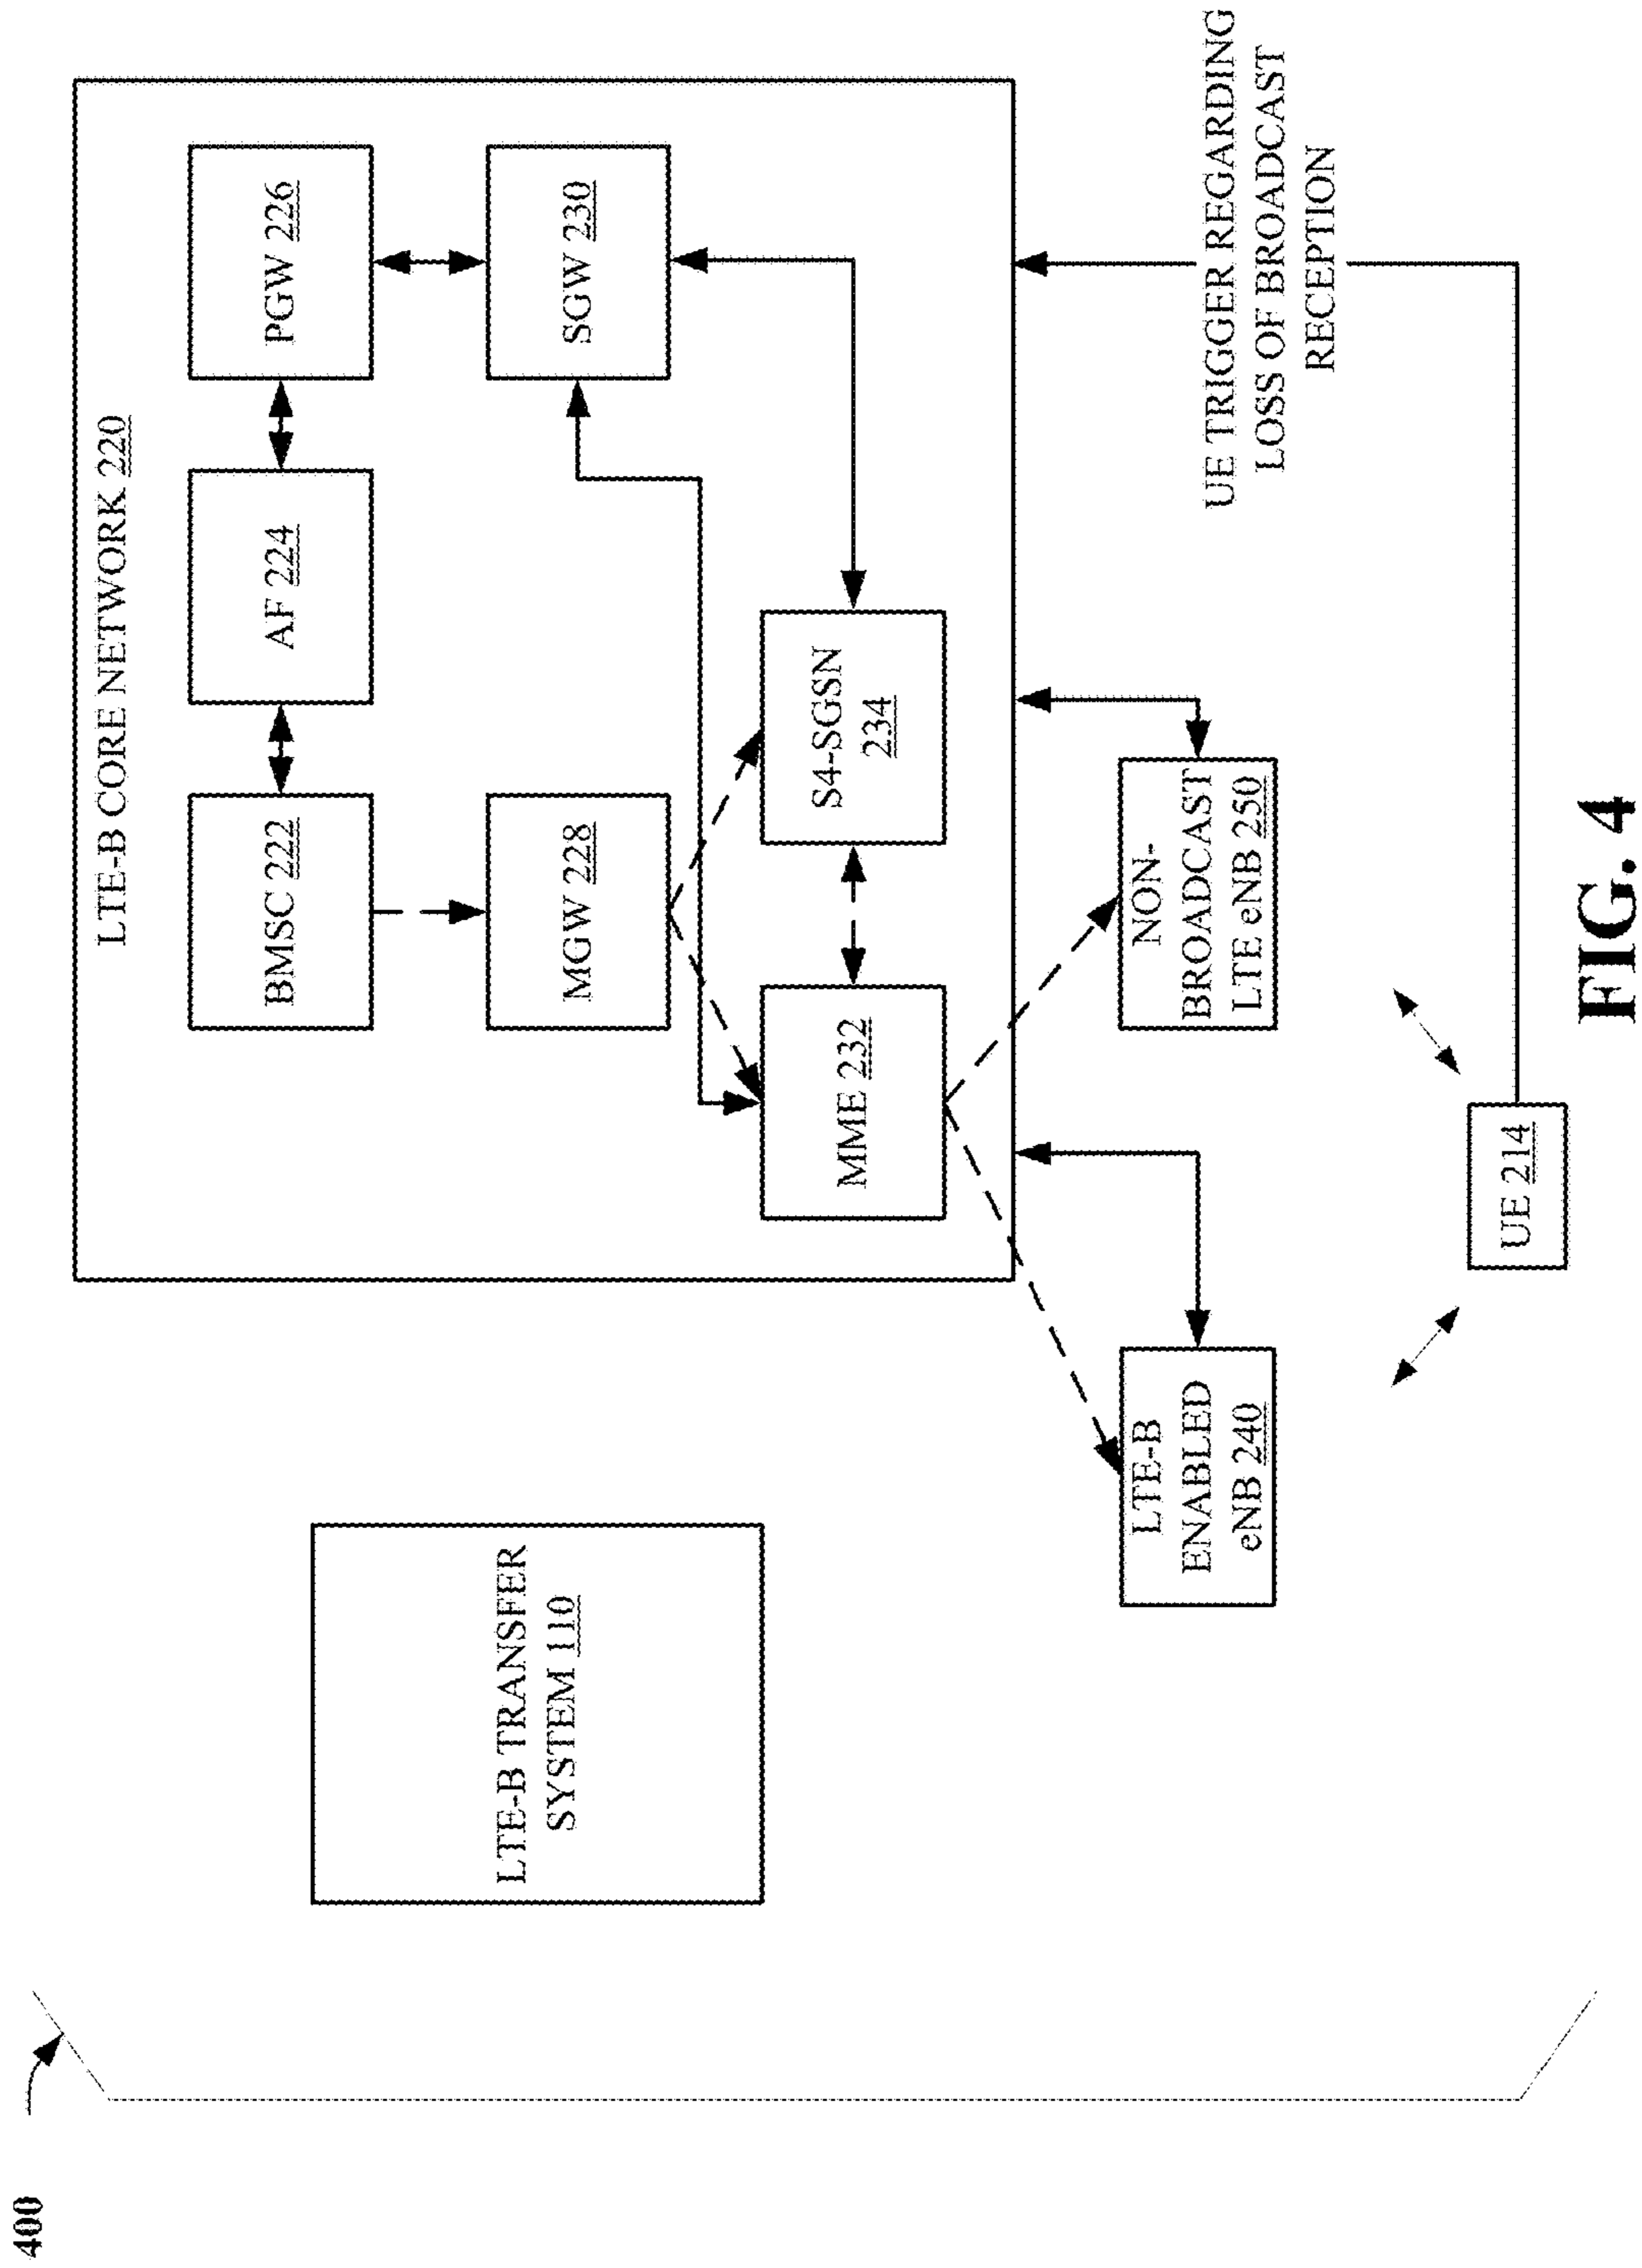 400
LTE-B CORE NETWORK 220
BMSC 222
AF 224
PGW 226
LTE-B TRANSFER
SYSTEM 110
MGW 228
SGW 230
MME 232
S4-SGSN
234
LTE-B
ENABLED
eNB 240
NON-
BROADCAST
LTE eNB 250
UE TRIGGER REGARDING
LOSS OF BROADCAST
RECEPTION
UE 214
FIG. 4